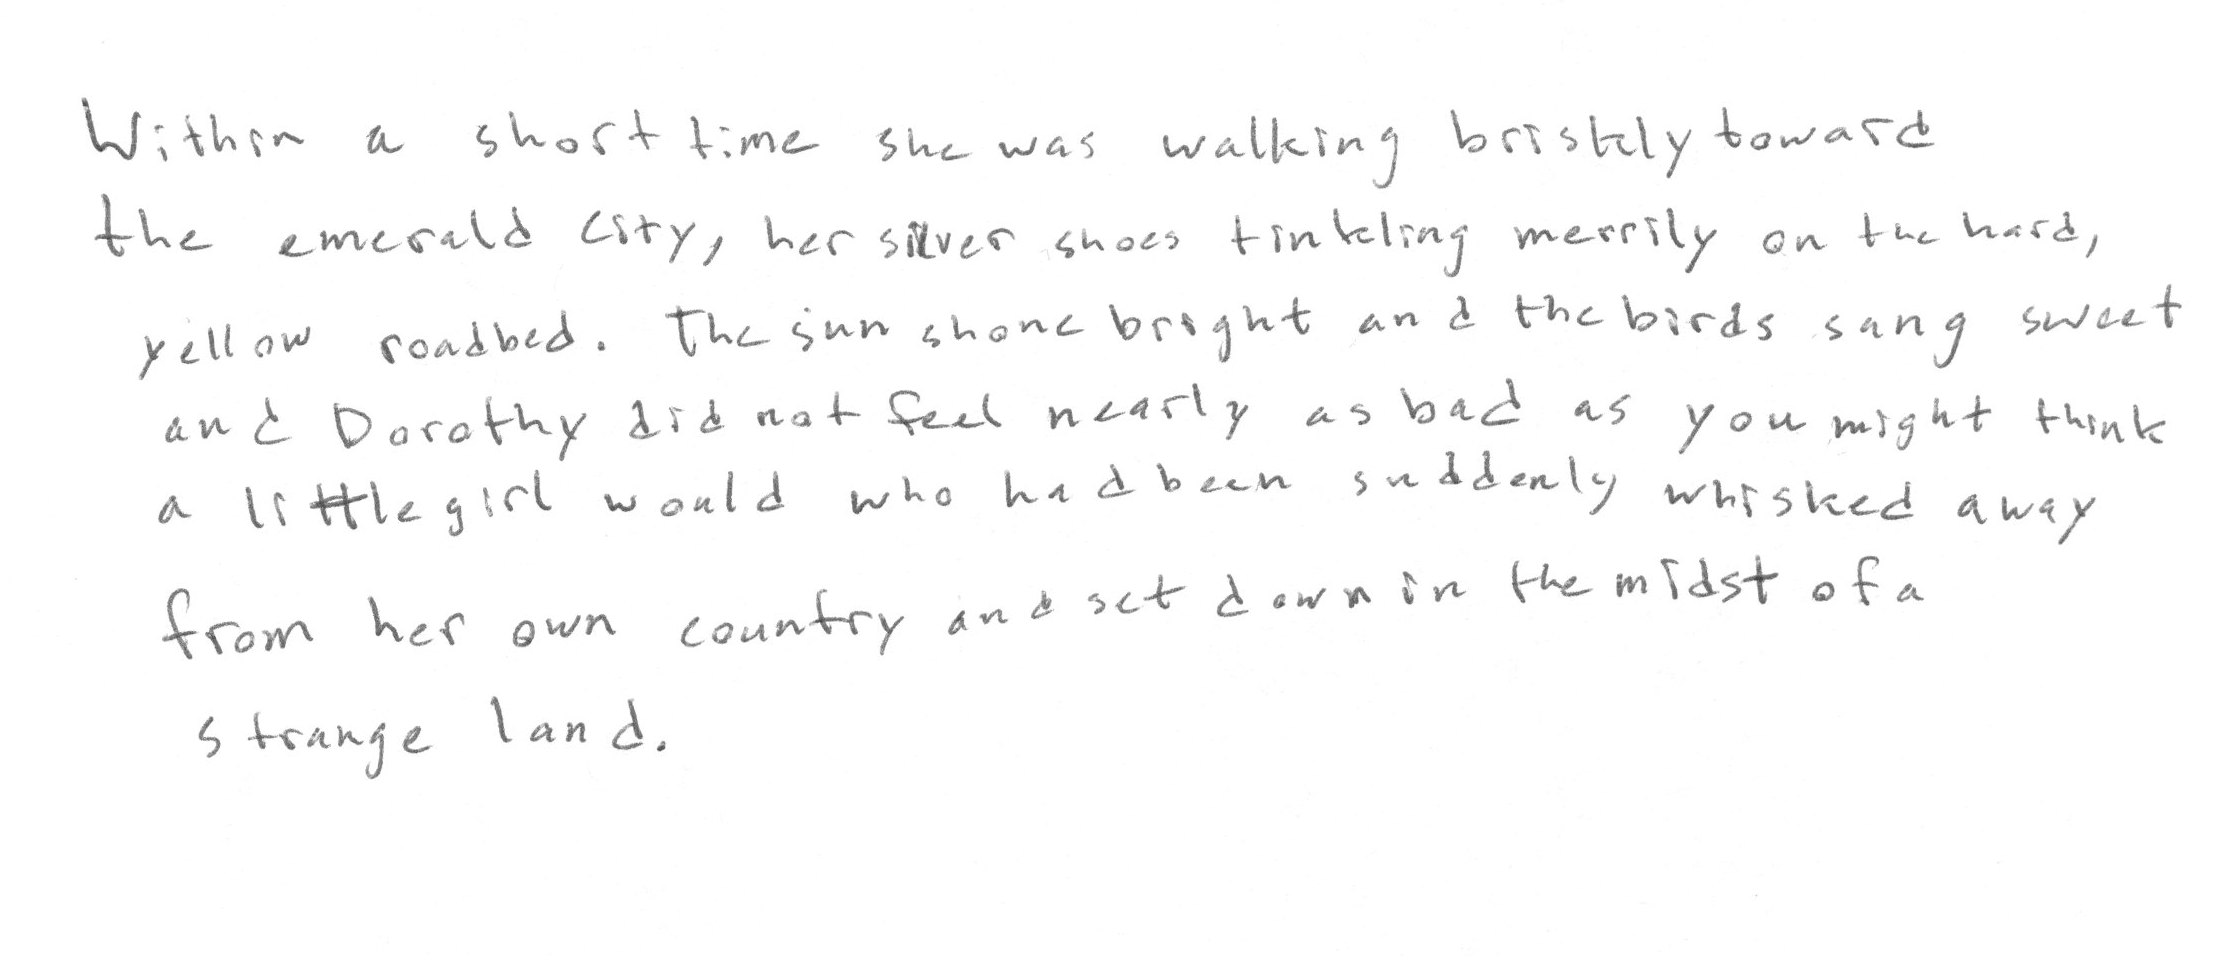 Within a short time she was walking briskly toward
the emerald city, her silver shoes tinkling merrily on the hard,
yellow roadbed. The sun shone bright and the birds sang sweet
and Dorothy did not feel nearly as bad as you might think
a little girl would who had been suddenly whisked away
from her own country and set down in the midst of a
strange land.